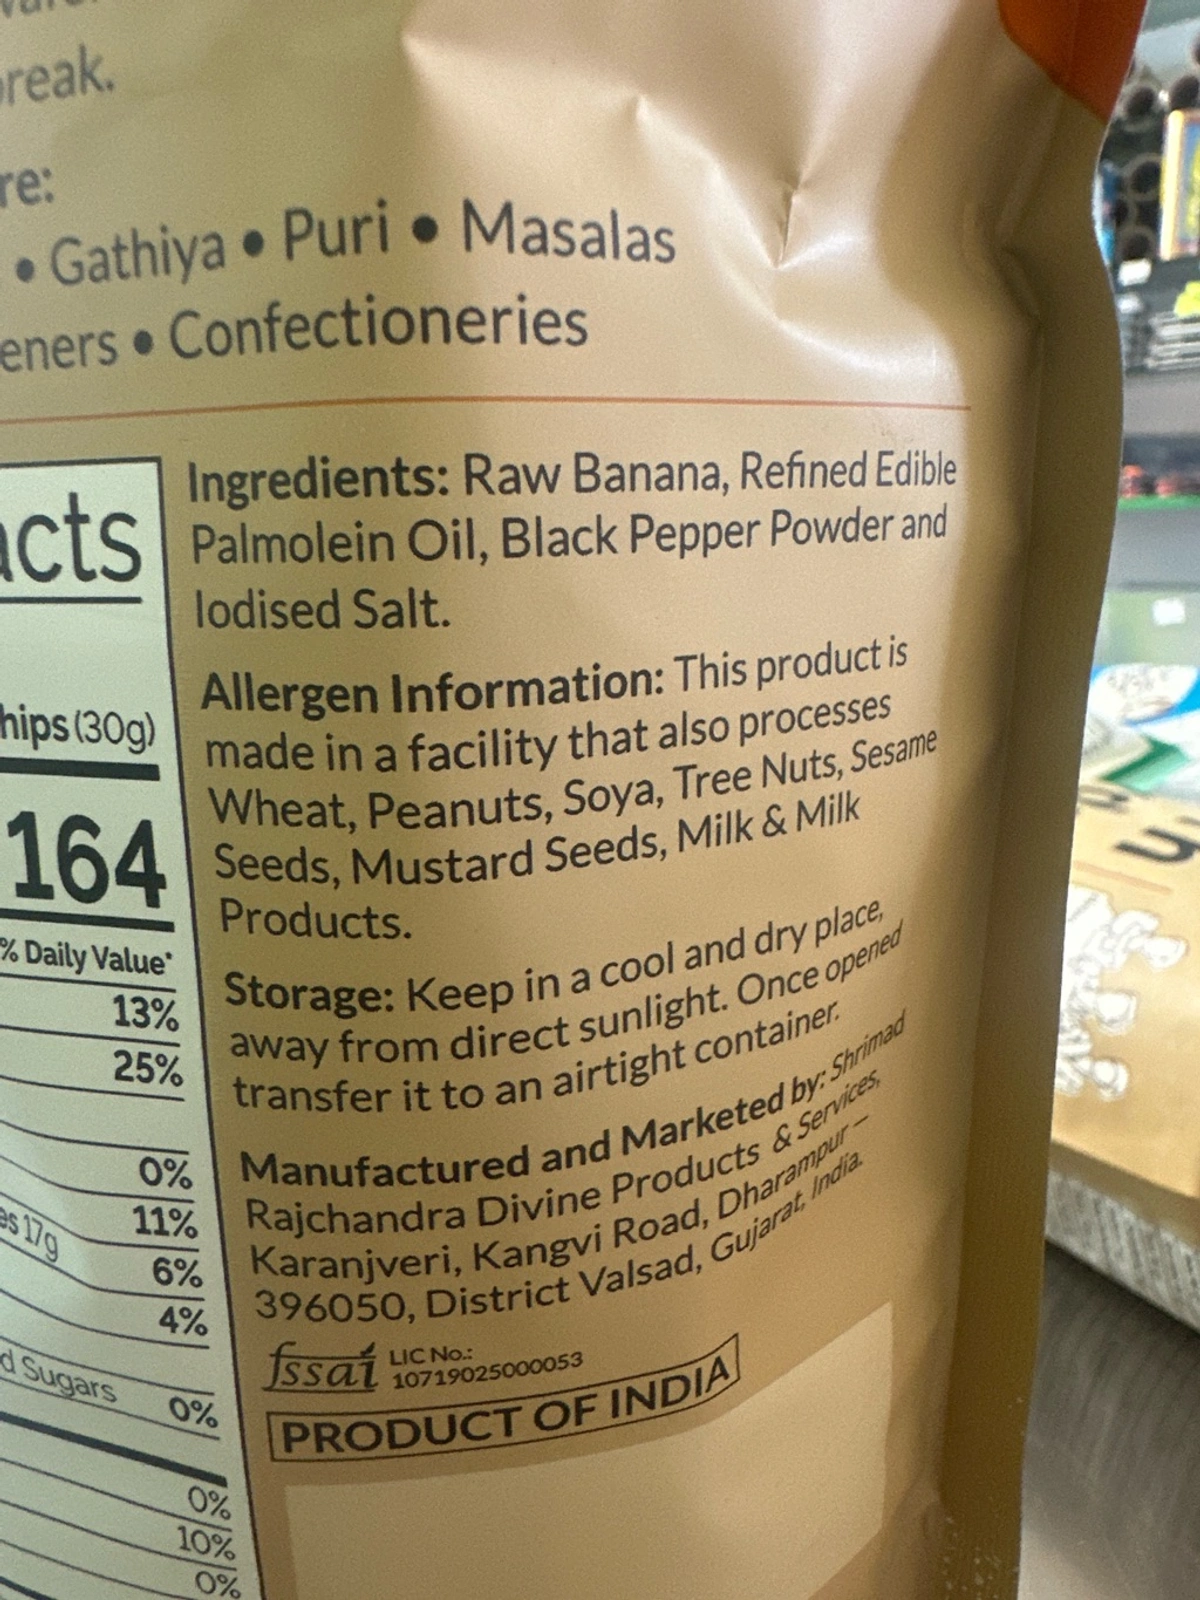 break.
re:
• Gathiya • Puri • Masalas
eners • Confectioneries
acts
hips (30g)
164
% Daily Value*
13%
25%
0%
11%
es 17g
6%
4%
d Sugars
0%
0%
10%
0%
Ingredients: Raw Banana, Refined Edible
Palmolein Oil, Black Pepper Powder and
Iodised Salt.
Allergen Information: This product is
made in a facility that also processes
Wheat, Peanuts, Soya, Tree Nuts, Sesame
Seeds, Mustard Seeds, Milk & Milk
Products.
Storage: Keep in a cool and dry place,
away from direct sunlight. Once opened
transfer it to an airtight container.
Manufactured and Marketed by: Shrimad
Rajchandra Divine Products & Services,
Karanjveri, Kangvi Road, Dharampur –
396050, District Valsad, Gujarat, India.
fssai LIC No.:
10719025000053
PRODUCT OF INDIA